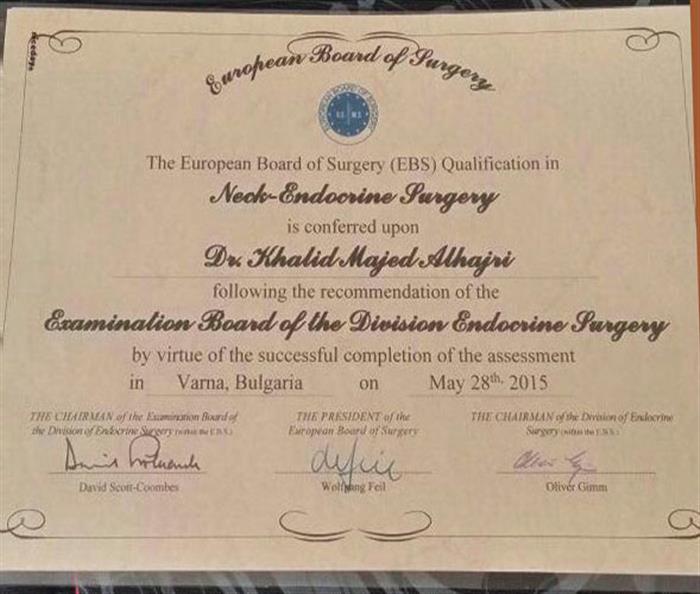 European Board of Surgery
EUROPEAN BOARD OF SURGERY
The European Board of Surgery (EBS) Qualification in
Neck-Endocrine Surgery
is conferred upon
Dr. Khalid Majed Alhajri
following the recommendation of the
Examination Board of the Division Endocrine Surgery
by virtue of the successful completion of the assessment
in Varna, Bulgaria on May 28th, 2015
THE CHAIRMAN of the Examination Board of
the Division of Endocrine Surgery (within the E.B.S.)
David Scott-Coombes
THE PRESIDENT of the
European Board of Surgery
Wolfgang Feil
THE CHAIRMAN of the Division of Endocrine
Surgery (within the E.B.S.)
Oliver Gimm